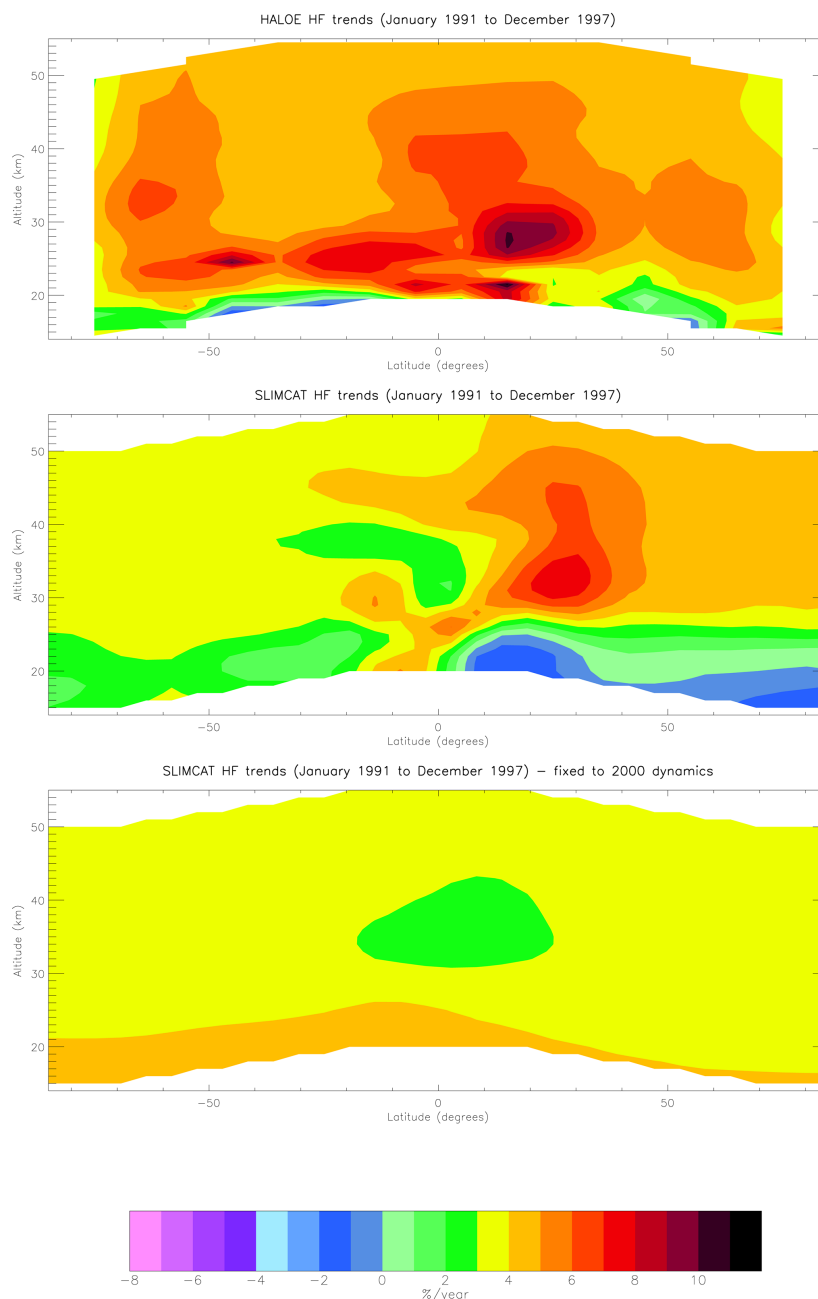 HALOE HF trends (January 1991 to December 1997)
50
40
30
20
Altitude (km)
−50
0
50
Latitude (degrees)
SLIMCAT HF trends (January 1991 to December 1997)
50
40
30
20
Altitude (km)
−50
0
50
Latitude (degrees)
SLIMCAT HF trends (January 1991 to December 1997) − fixed to 2000 dynamics
50
40
30
20
Altitude (km)
−50
0
50
Latitude (degrees)
−8 −6 −4 −2 0 2 4 6 8 10
%/year